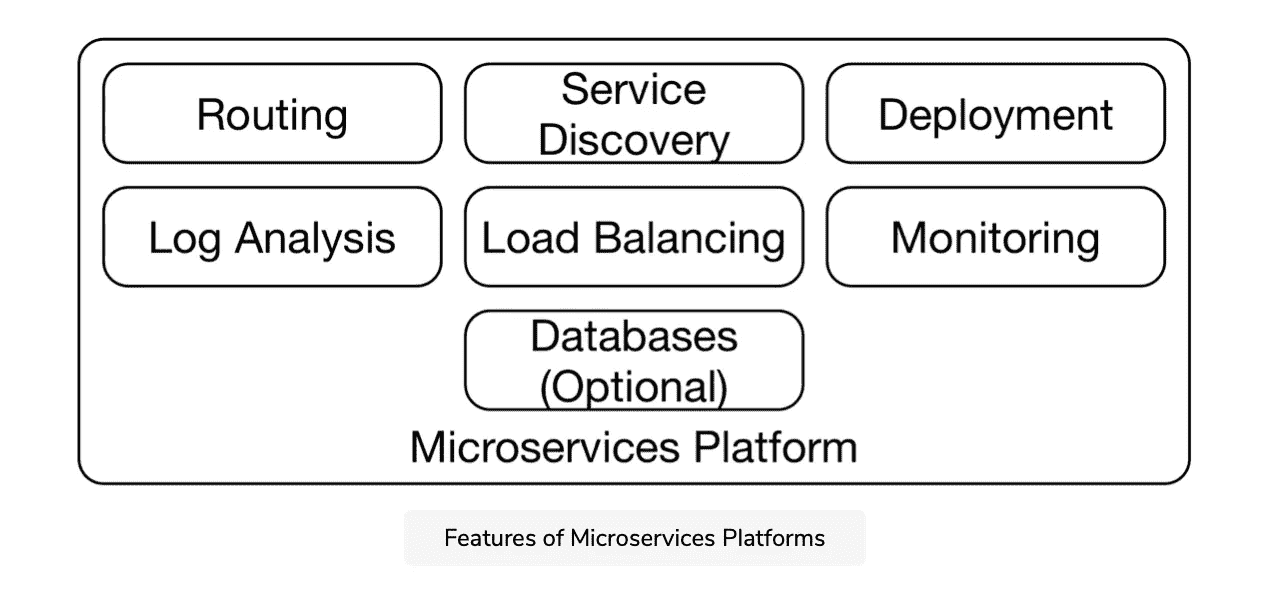 Routing
Service
Discovery
Deployment
Log Analysis
Load Balancing
Monitoring
Databases
(Optional)
Microservices Platform
Features of Microservices Platforms